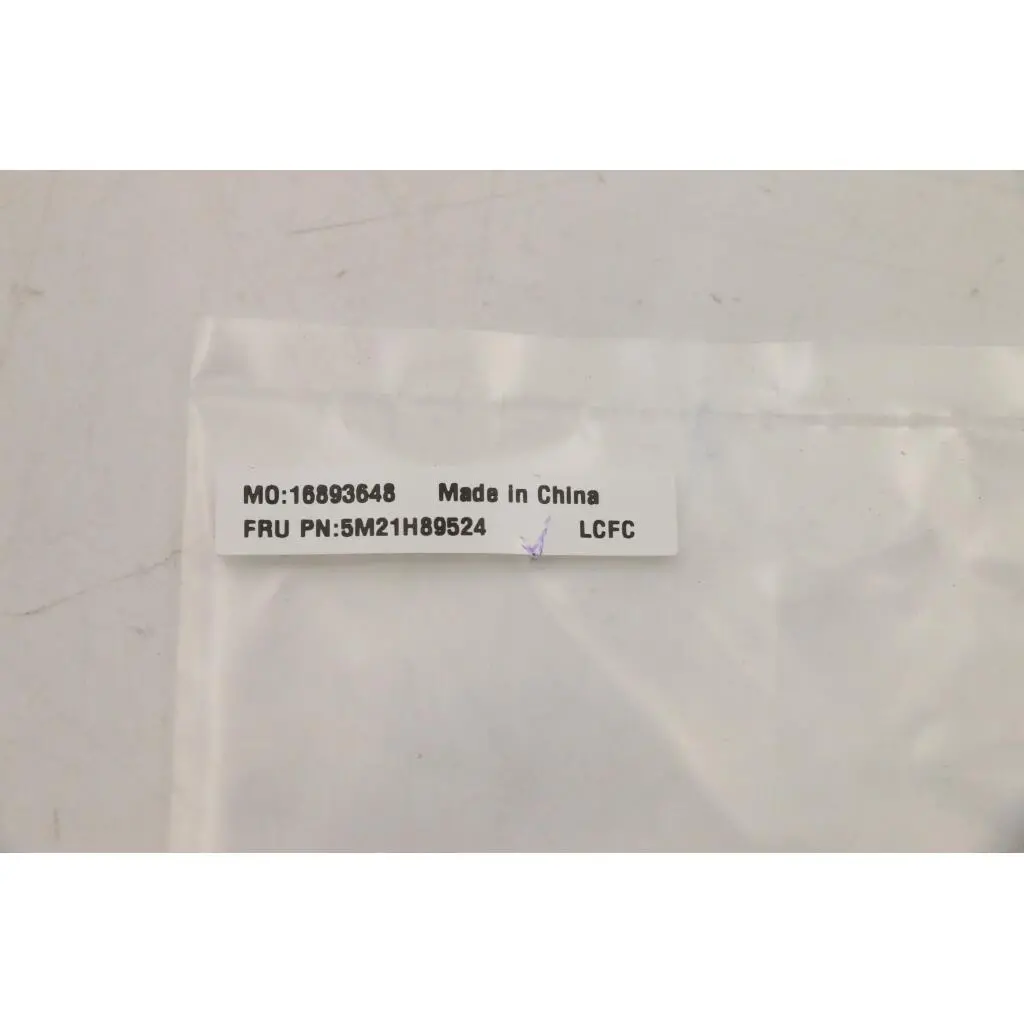 MO:16893648 Made in China
FRU PN:5M21H89524 LCFC